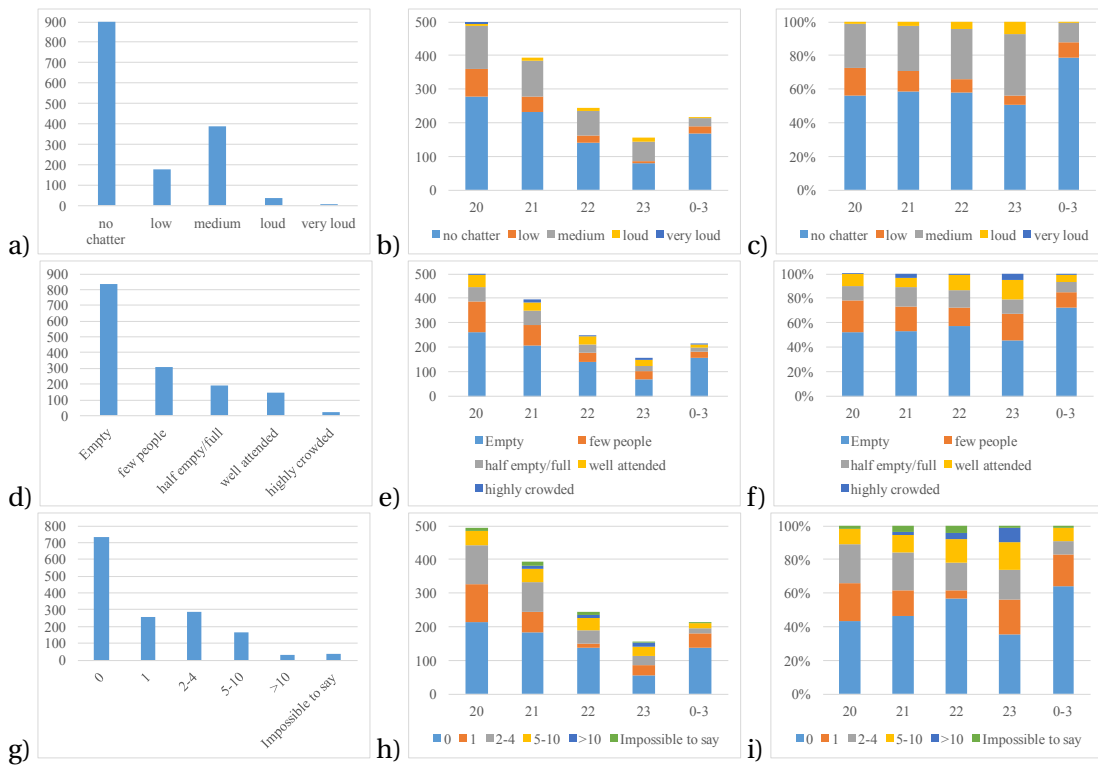 900
800
700
600
500
400
300
200
100
0
no chatter low medium loud very loud
a)
500
400
300
200
100
0
20 21 22 23 0-3
no chatter low medium loud very loud
b)
100%
80%
60%
40%
20%
0%
20 21 22 23 0-3
no chatter low medium loud very loud
c)
900
800
700
600
500
400
300
200
100
0
Empty few people half empty/full well attended highly crowded
d)
500
400
300
200
100
0
20 21 22 23 0-3
Empty few people
half empty/full well attended
highly crowded
e)
100%
80%
60%
40%
20%
0%
20 21 22 23 0-3
Empty few people
half empty/full well attended
highly crowded
f)
800
700
600
500
400
300
200
100
0
0 1 2-4 5-10 >10 Impossible to say
g)
500
400
300
200
100
0
20 21 22 23 0-3
0 1 2-4 5-10 >10 Impossible to say
h)
100%
80%
60%
40%
20%
0%
20 21 22 23 0-3
0 1 2-4 5-10 >10 Impossible to say
i)